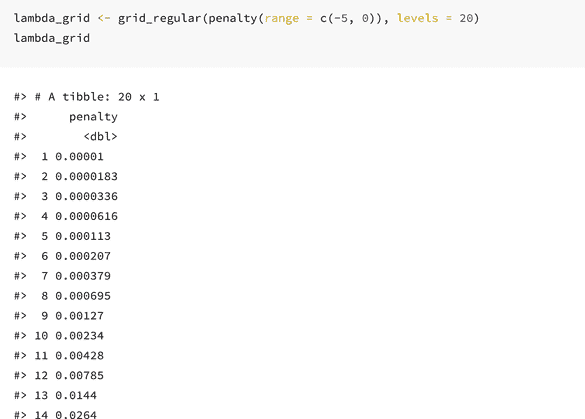 lambda_grid <- grid_regular(penalty(range = c(-5, 0)), levels = 20)
lambda_grid
#> # A tibble: 20 x 1
#>      penalty
#>        <dbl>
#>  1 0.00001
#>  2 0.0000183
#>  3 0.0000336
#>  4 0.0000616
#>  5 0.000113
#>  6 0.000207
#>  7 0.000379
#>  8 0.000695
#>  9 0.00127
#> 10 0.00234
#> 11 0.00428
#> 12 0.00785
#> 13 0.0144
#> 14 0.0264